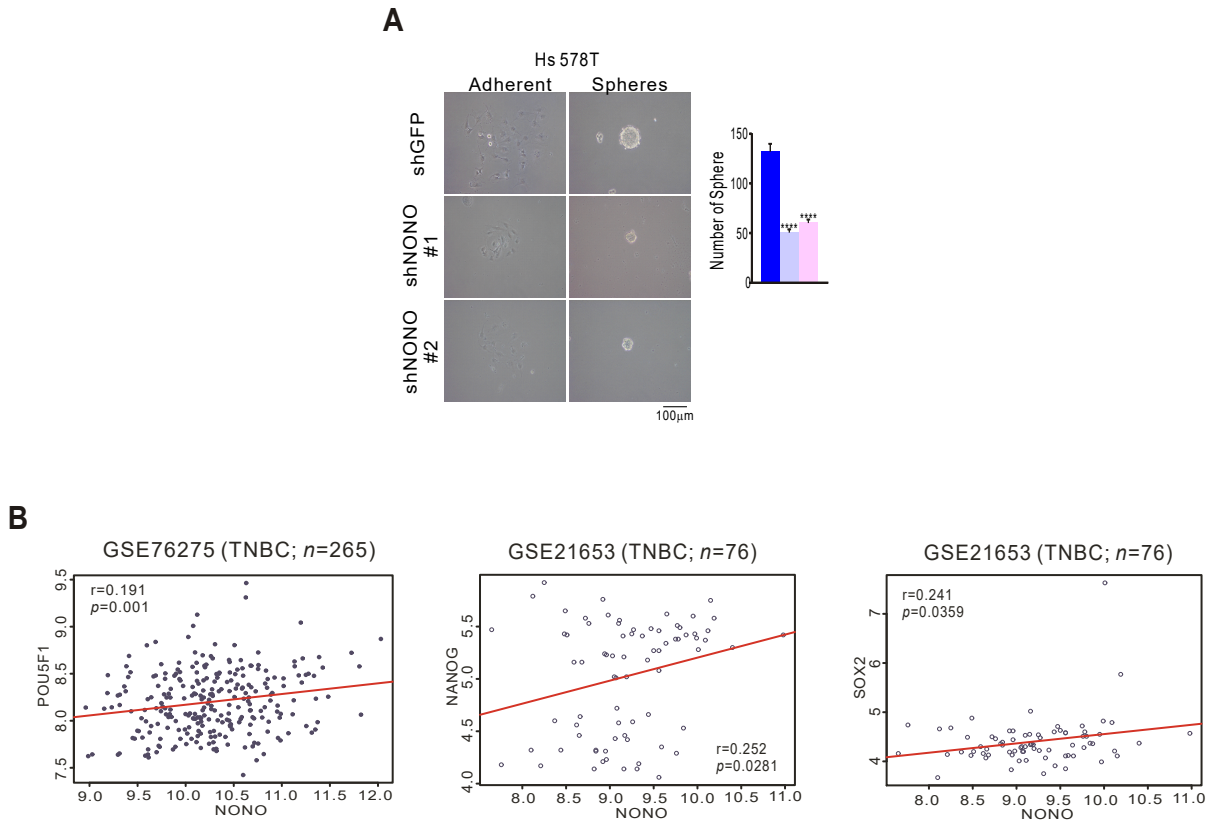 A
Hs 578T
Adherent
Spheres
shGFP
shNONO
#1
shNONO
#2
100μm
Number of Sphere
150
100
50
0
****
****
B
GSE76275 (TNBC; n=265)
r=0.191
p=0.001
POU5F1
9.5
9.0
8.5
8.0
7.5
9.0 9.5 10.0 10.5 11.0 11.5 12.0
NONO
GSE21653 (TNBC; n=76)
r=0.252
p=0.0281
NANOG
5.5
5.0
4.5
4.0
8.0 8.5 9.0 9.5 10.0 10.5 11.0
NONO
GSE21653 (TNBC; n=76)
r=0.241
p=0.0359
SOX2
7
6
5
4
8.0 8.5 9.0 9.5 10.0 10.5 11.0
NONO